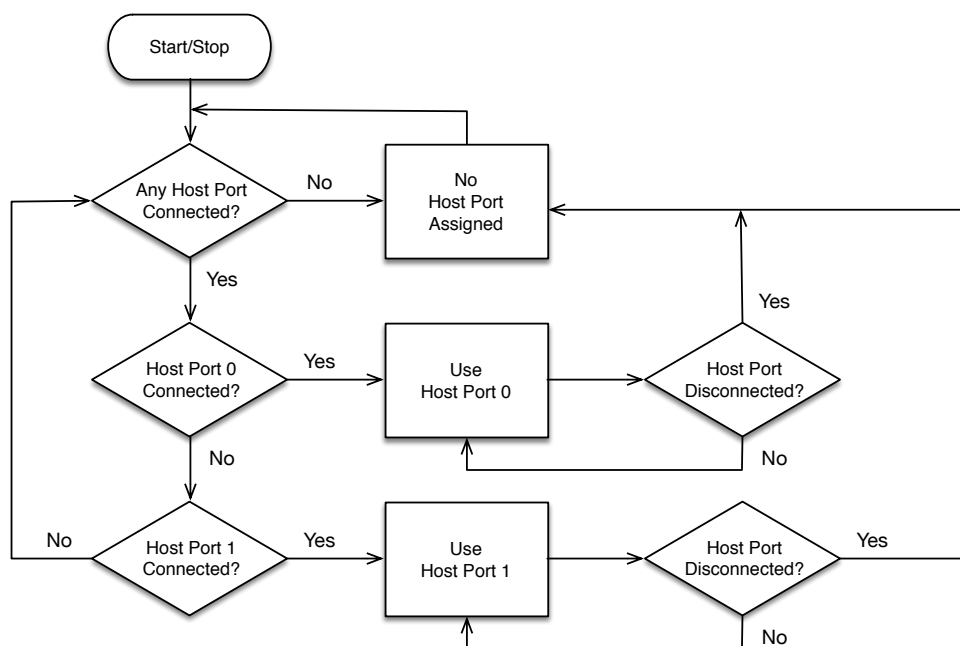 Start/Stop
Any Host Port
Connected?
No
No
Host Port
Assigned
Yes
Yes
Host Port 0
Connected?
Yes
Use
Host Port 0
Host Port
Disconnected?
No
No
No
Host Port 1
Connected?
Yes
Use
Host Port 1
Host Port
Disconnected?
Yes
No